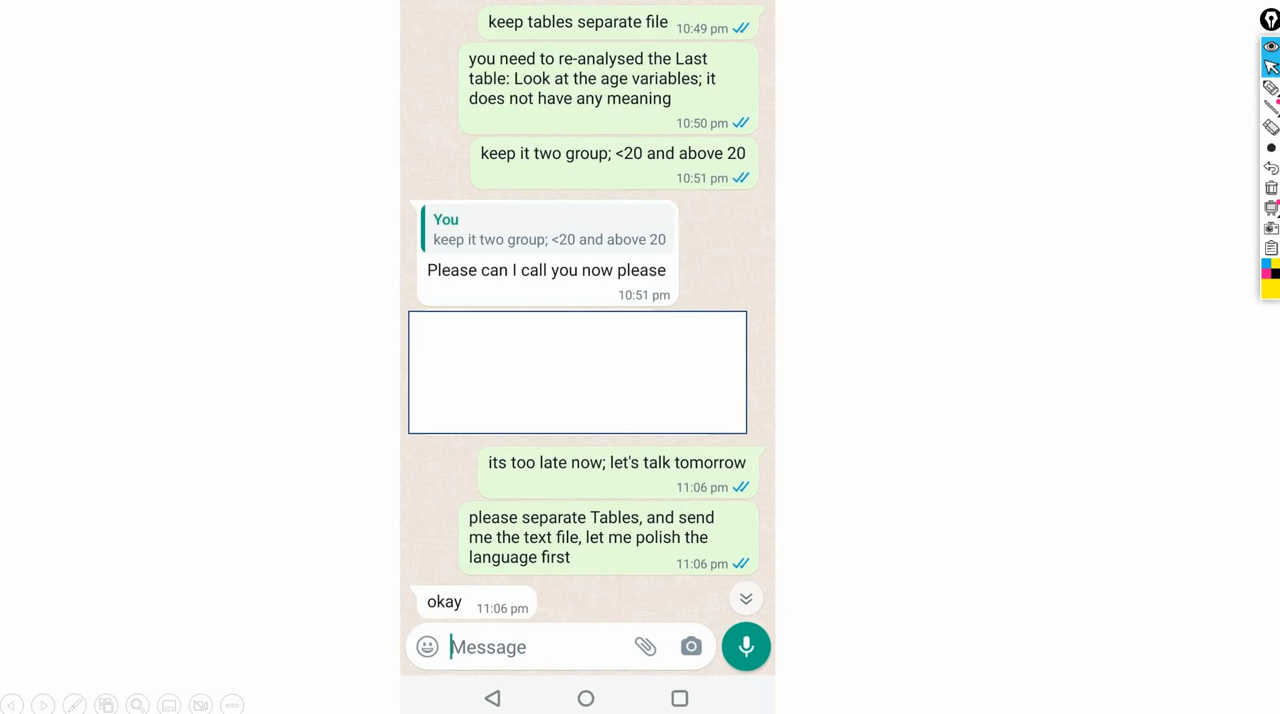 keep tables separate file 10:49 pm
you need to re-analysed the Last
table: Look at the age variables; it
does not have any meaning
10:50 pm
keep it two group; <20 and above 20
10:51 pm
You
keep it two group; <20 and above 20
Please can I call you now please
10:51 pm
its too late now; let's talk tomorrow
11:06 pm
please separate Tables, and send
me the text file, let me polish the
language first 11:06 pm
okay 11:06 pm
Message